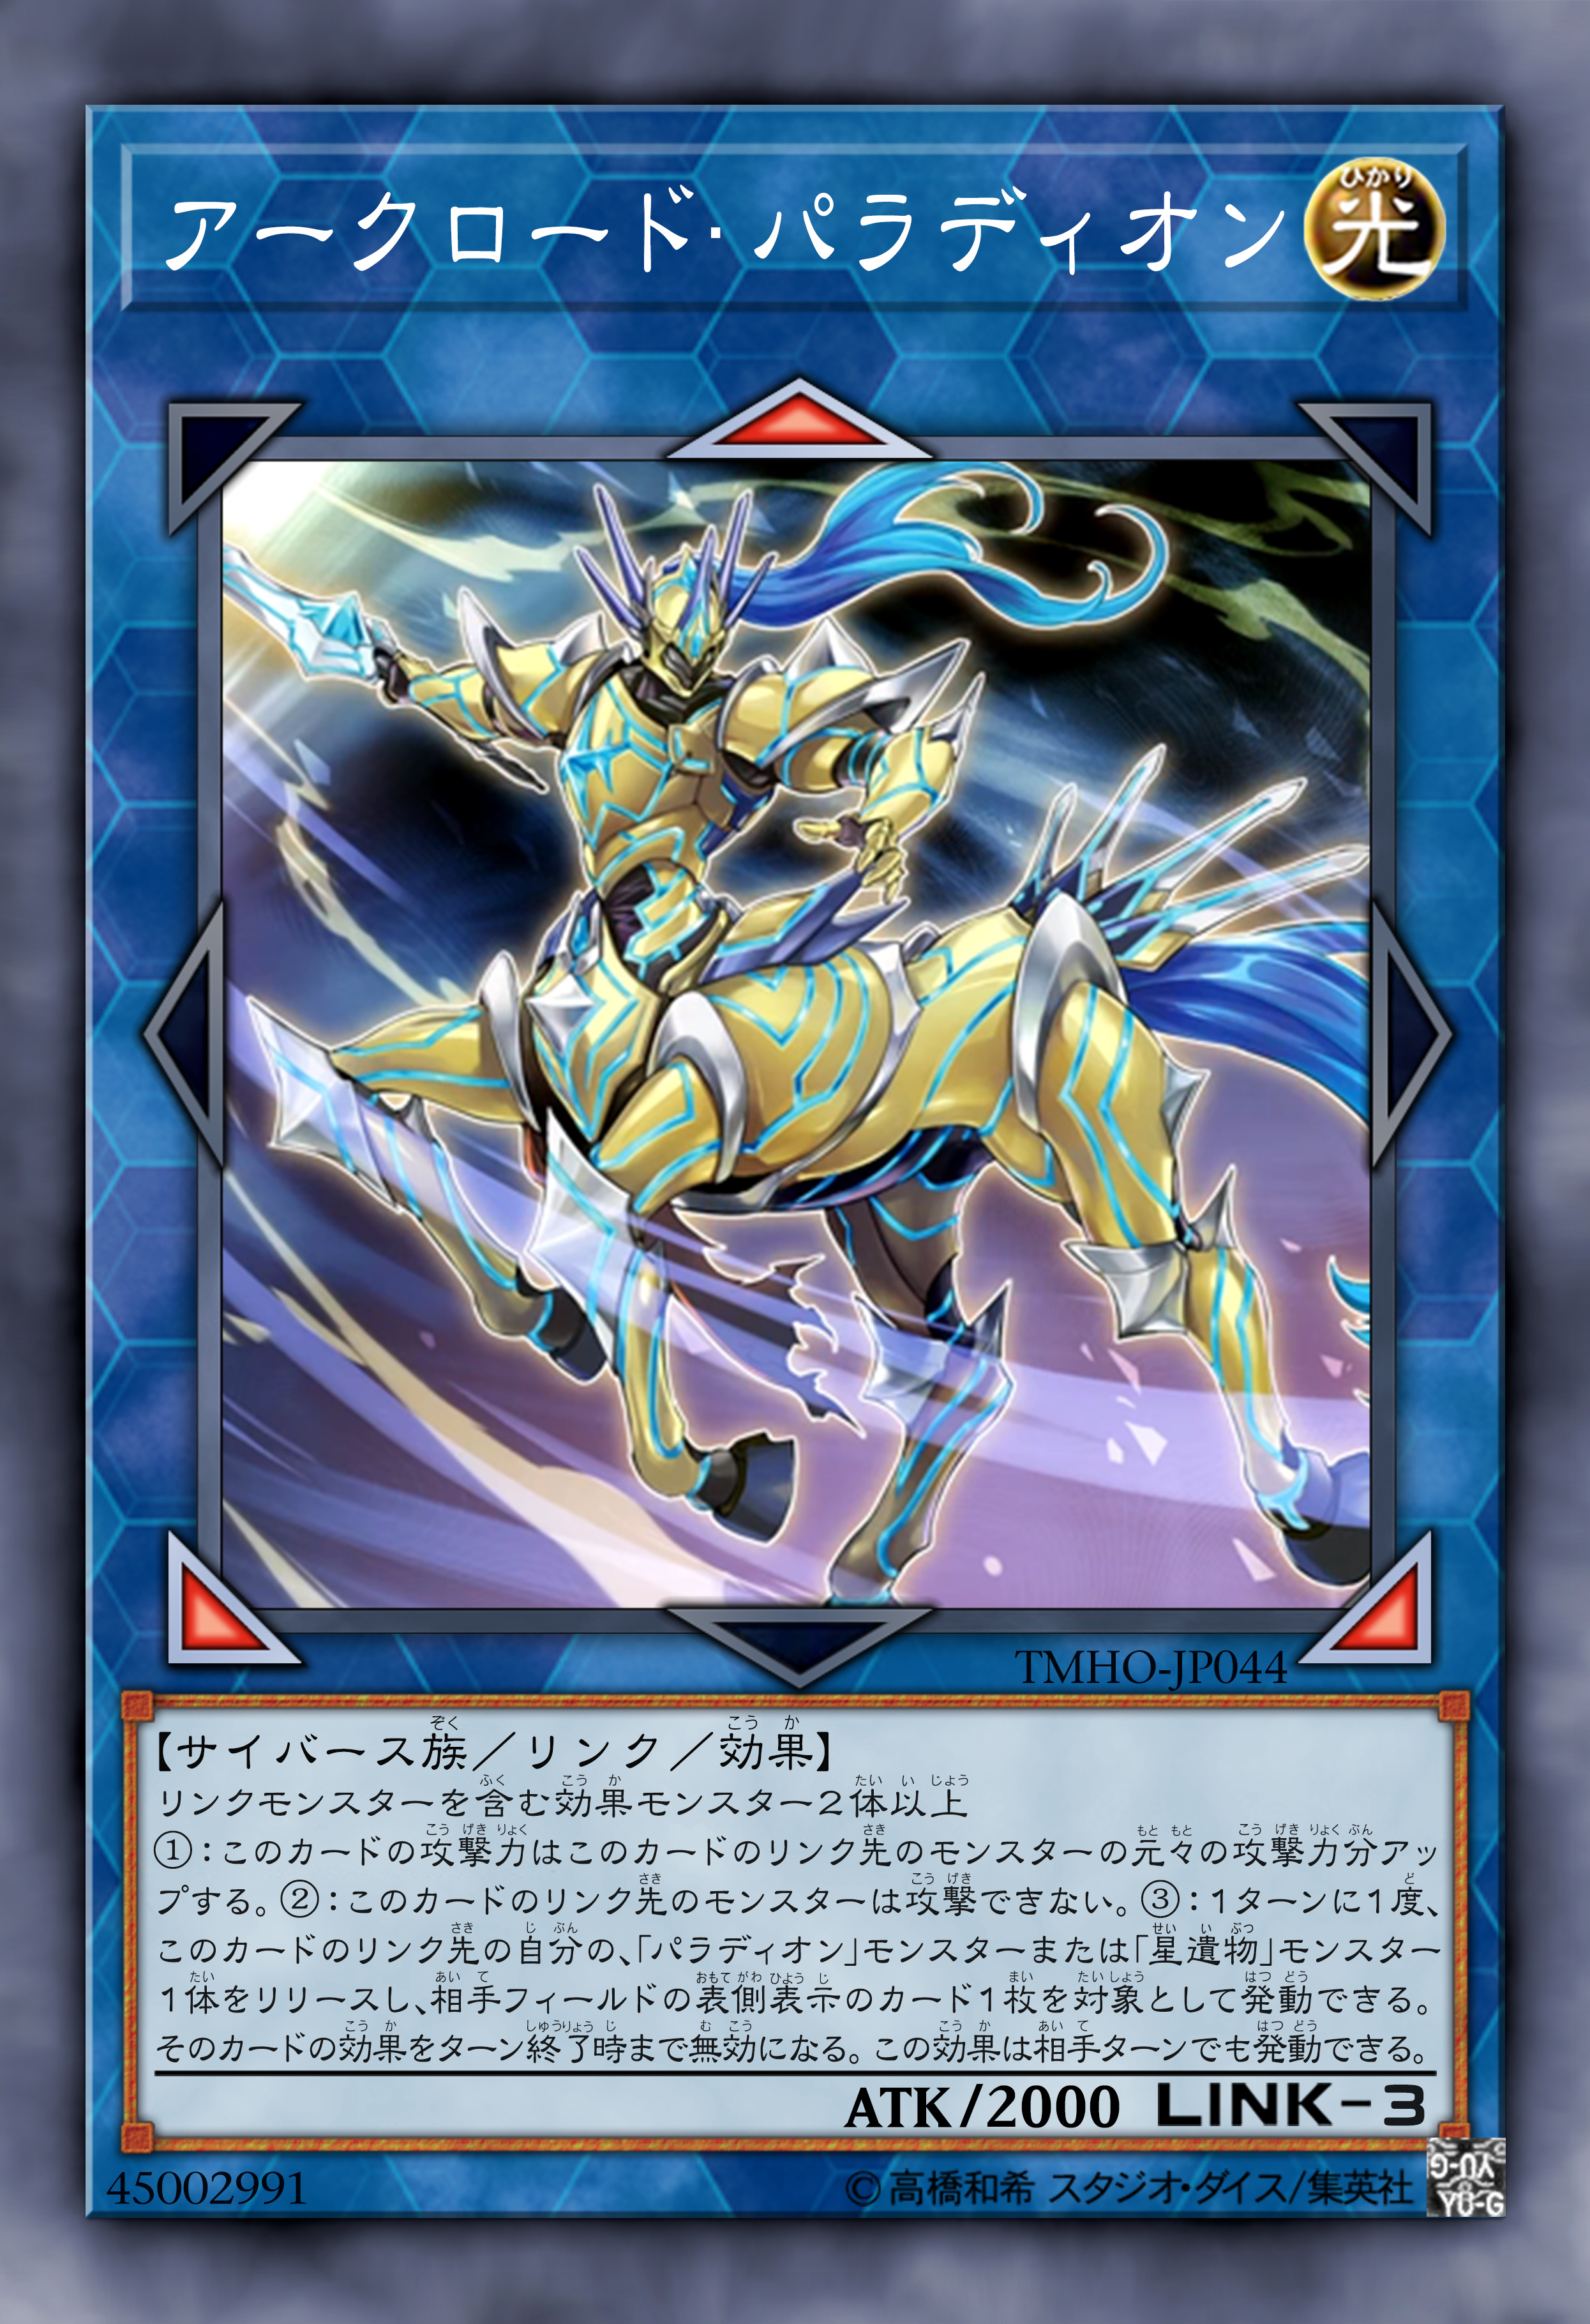 アークロード・パラディオン
光
ひかり
TMHO-JP044
【サイバース族／リンク／効果】
リンクモンスターを含む効果モンスター2体以上
①：このカードの攻撃力はこのカードのリンク先のモンスターの元々の攻撃力分アッ
プする。②：このカードのリンク先のモンスターは攻撃できない。③：1ターンに1度、
このカードのリンク先の自分の、「パラディオン」モンスターまたは「星遺物」モンスター
1体をリリースし、相手フィールドの表側表示のカード1枚を対象として発動できる。
そのカードの効果をターン終了時まで無効になる。この効果は相手ターンでも発動できる。
ATK/2000 LINK-3
45002991
©高橋和希 スタジオ・ダイス/集英社